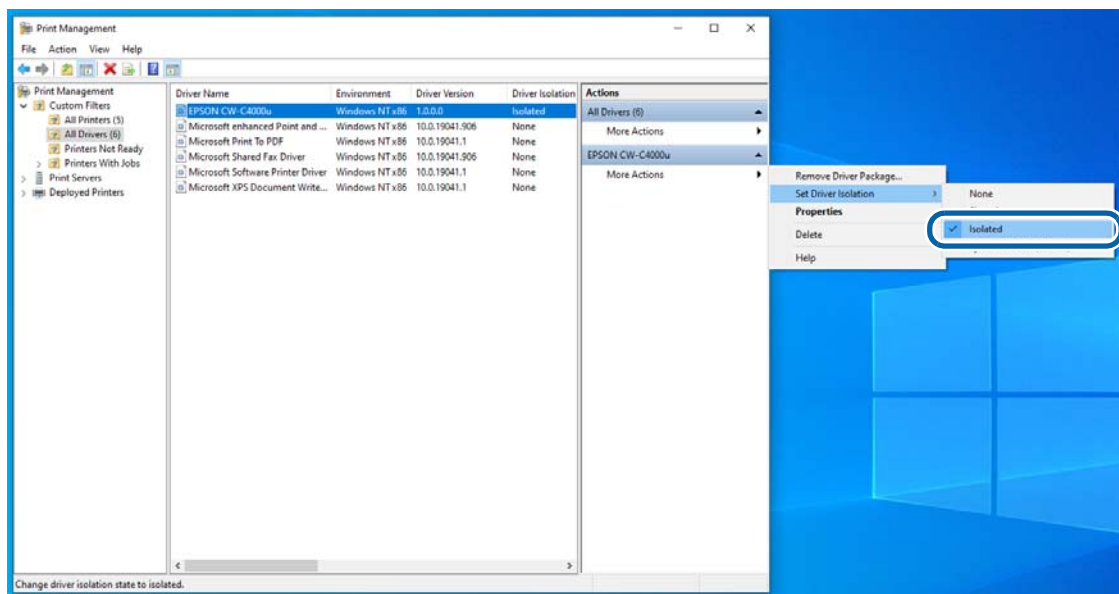 Print Management
File Action View Help
Print Management
Custom Filters
All Printers (5)
All Drivers (6)
Printers Not Ready
Printers With Jobs
Print Servers
Deployed Printers
Driver Name Environment Driver Version Driver Isolation
EPSON CW-C4000u Windows NT x86 1.0.0.0 Isolated
Microsoft enhanced Point and ... Windows NT x86 10.0.19041.906 None
Microsoft Print To PDF Windows NT x86 10.0.19041.1 None
Microsoft Shared Fax Driver Windows NT x86 10.0.19041.906 None
Microsoft Software Printer Driver Windows NT x86 10.0.19041.1 None
Microsoft XPS Document Write... Windows NT x86 10.0.19041.1 None
Actions
All Drivers (6)
More Actions
EPSON CW-C4000u
More Actions
Remove Driver Package...
Set Driver Isolation
Properties
Delete
Help
None
Isolated
Change driver isolation state to isolated.